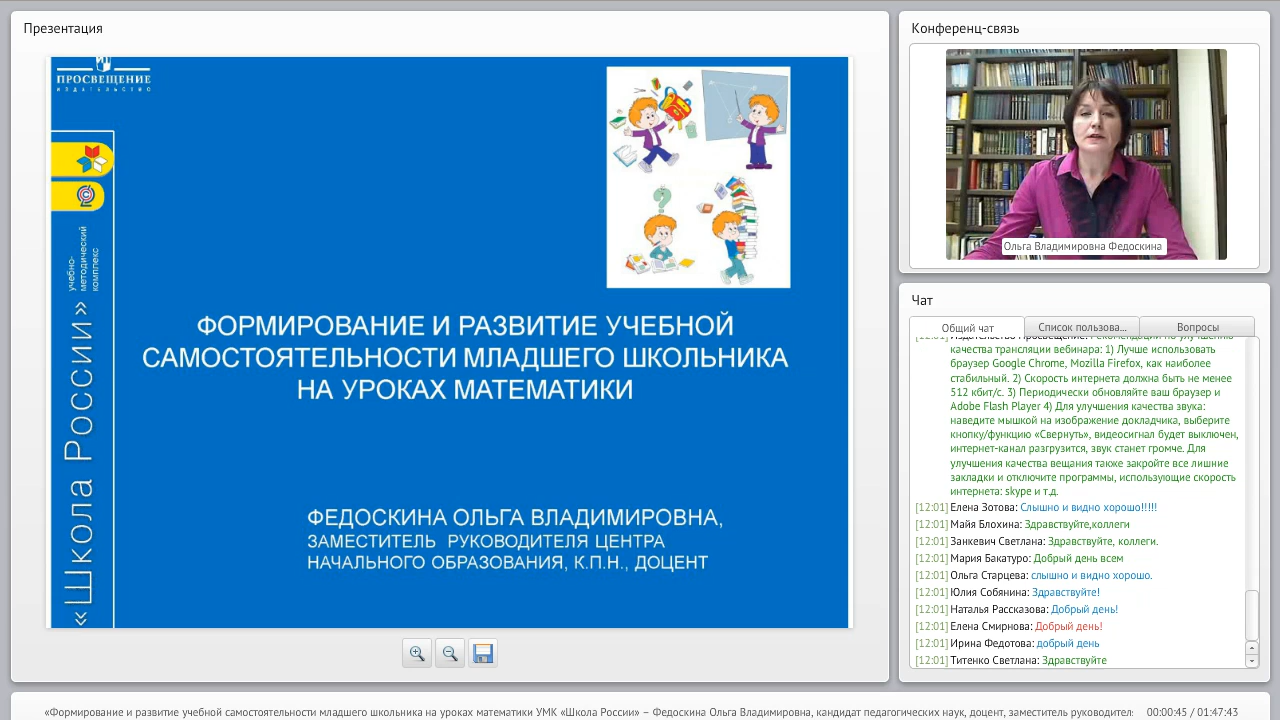 Презентация
ПРОСВЕЩЕНИЕ
ИЗДАТЕЛЬСТВО
«Школа России»
учебно-
методический
комплекс
ФОРМИРОВАНИЕ И РАЗВИТИЕ УЧЕБНОЙ
САМОСТОЯТЕЛЬНОСТИ МЛАДШЕГО ШКОЛЬНИКА
НА УРОКАХ МАТЕМАТИКИ
ФЕДОСКИНА ОЛЬГА ВЛАДИМИРОВНА,
ЗАМЕСТИТЕЛЬ РУКОВОДИТЕЛЯ ЦЕНТРА
НАЧАЛЬНОГО ОБРАЗОВАНИЯ, К.П.Н., ДОЦЕНТ
Конференц-связь
Ольга Владимировна Федоскина
Чат
Общий чат
Список пользова...
Вопросы
[12:01] Издательство Просвещение: Рекомендации по улучшению
качества трансляции вебинара: 1) Лучше использовать
браузер Google Chrome, Mozilla Firefox, как наиболее
стабильный. 2) Скорость интернета должна быть не менее
512 кбит/с. 3) Периодически обновляйте ваш браузер и
Adobe Flash Player 4) Для улучшения качества звука:
наведите мышкой на изображение докладчика, выберите
кнопку/функцию «Свернуть», видеосигнал будет выключен,
интернет-канал разгрузится, звук станет громче. Для
улучшения качества вещания также закройте все лишние
закладки и отключите программы, использующие скорость
интернета: skype и т.д.
[12:01] Елена Зотова: Слышно и видно хорошо!!!!!
[12:01] Майя Блохина: Здравствуйте,коллеги
[12:01] Занкевич Светлана: Здравствуйте, коллеги.
[12:01] Мария Бакатуро: Добрый день всем
[12:01] Ольга Старцева: слышно и видно хорошо.
[12:01] Юлия Собянина: Здравствуйте!
[12:01] Наталья Рассказова: Добрый день!
[12:01] Елена Смирнова: Добрый день!
[12:01] Ирина Федотова: добрый день
[12:01] Титенко Светлана: Здравствуйте
«Формирование и развитие учебной самостоятельности младшего школьника на уроках математики УМК «Школа России» – Федоскина Ольга Владимировна, кандидат педагогических наук, доцент, заместитель руководител
00:00:45 / 01:47:43